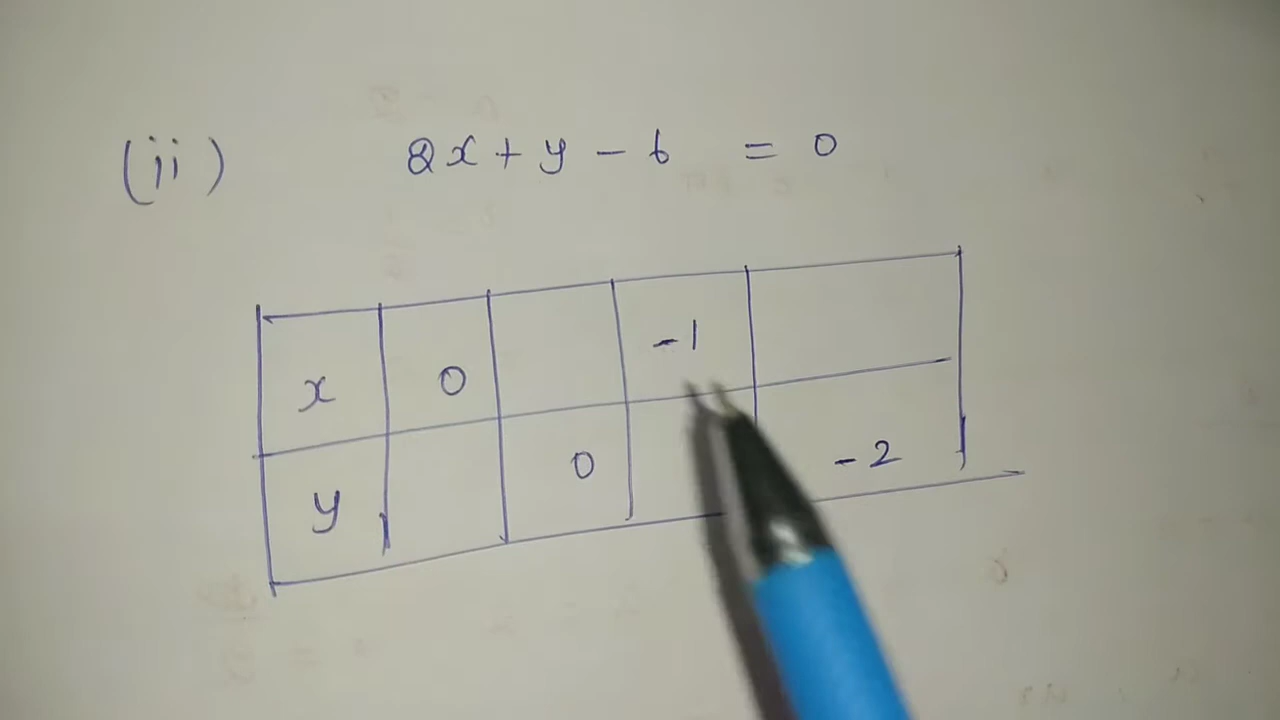 (ii) 2x + y - 6 = 0
x 0 -1
y 0 -2